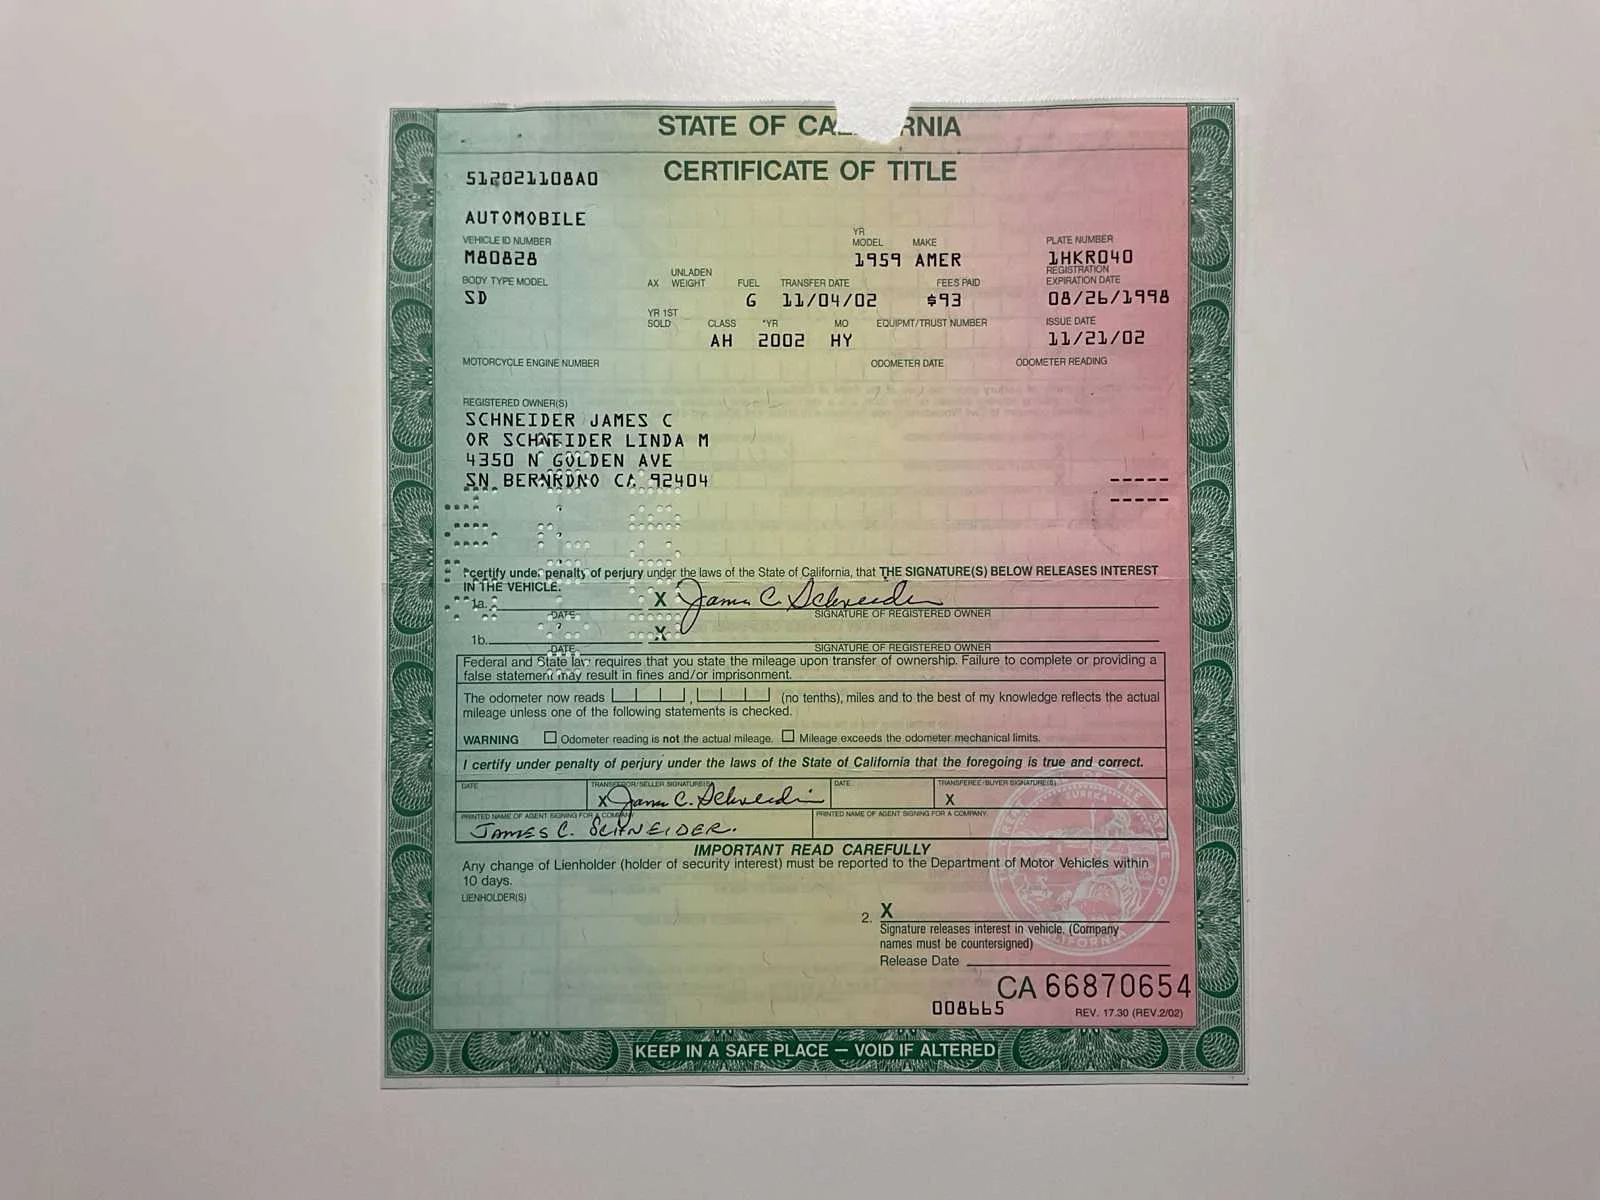 STATE OF CA RNIA
CERTIFICATE OF TITLE
512021108A0
AUTOMOBILE
VEHICLE ID NUMBER YR MODEL MAKE PLATE NUMBER
M80828 1959 AMER 1HKR040
BODY TYPE MODEL AX UNLADEN WEIGHT FUEL TRANSFER DATE FEES PAID REGISTRATION EXPIRATION DATE
SD G 11/04/02 $93 08/26/1998
YR 1ST SOLD CLASS *YR MO EQUIPMT/TRUST NUMBER ISSUE DATE
AH 2002 HY 11/21/02
MOTORCYCLE ENGINE NUMBER ODOMETER DATE ODOMETER READING
REGISTERED OWNER(S)
SCHNEIDER JAMES C
OR SCHNEIDER LINDA M
4350 N GOLDEN AVE
SN BERNRDNO CA 92404
-----
-----
I certify under penalty of perjury under the laws of the State of California, that THE SIGNATURE(S) BELOW RELEASES INTEREST
IN THE VEHICLE.
1a. X James C. Schneider
DATE SIGNATURE OF REGISTERED OWNER
1b. X
DATE SIGNATURE OF REGISTERED OWNER
Federal and State law requires that you state the mileage upon transfer of ownership. Failure to complete or providing a
false statement may result in fines and/or imprisonment.
The odometer now reads , (no tenths), miles and to the best of my knowledge reflects the actual
mileage unless one of the following statements is checked.
WARNING Odometer reading is not the actual mileage. Mileage exceeds the odometer mechanical limits.
I certify under penalty of perjury under the laws of the State of California that the foregoing is true and correct.
DATE TRANSFEROR/SELLER SIGNATURE(S) DATE TRANSFEREE/BUYER SIGNATURE(S)
X James C. Schneider X
PRINTED NAME OF AGENT SIGNING FOR A COMPANY PRINTED NAME OF AGENT SIGNING FOR A COMPANY
JAMES C. SCHNEIDER.
IMPORTANT READ CAREFULLY
Any change of Lienholder (holder of security interest) must be reported to the Department of Motor Vehicles within
10 days.
LIENHOLDER(S)
2. X
Signature releases interest in vehicle. (Company
names must be countersigned)
Release Date
CA 66870654
008665
REV. 17.30 (REV.2/02)
KEEP IN A SAFE PLACE — VOID IF ALTERED